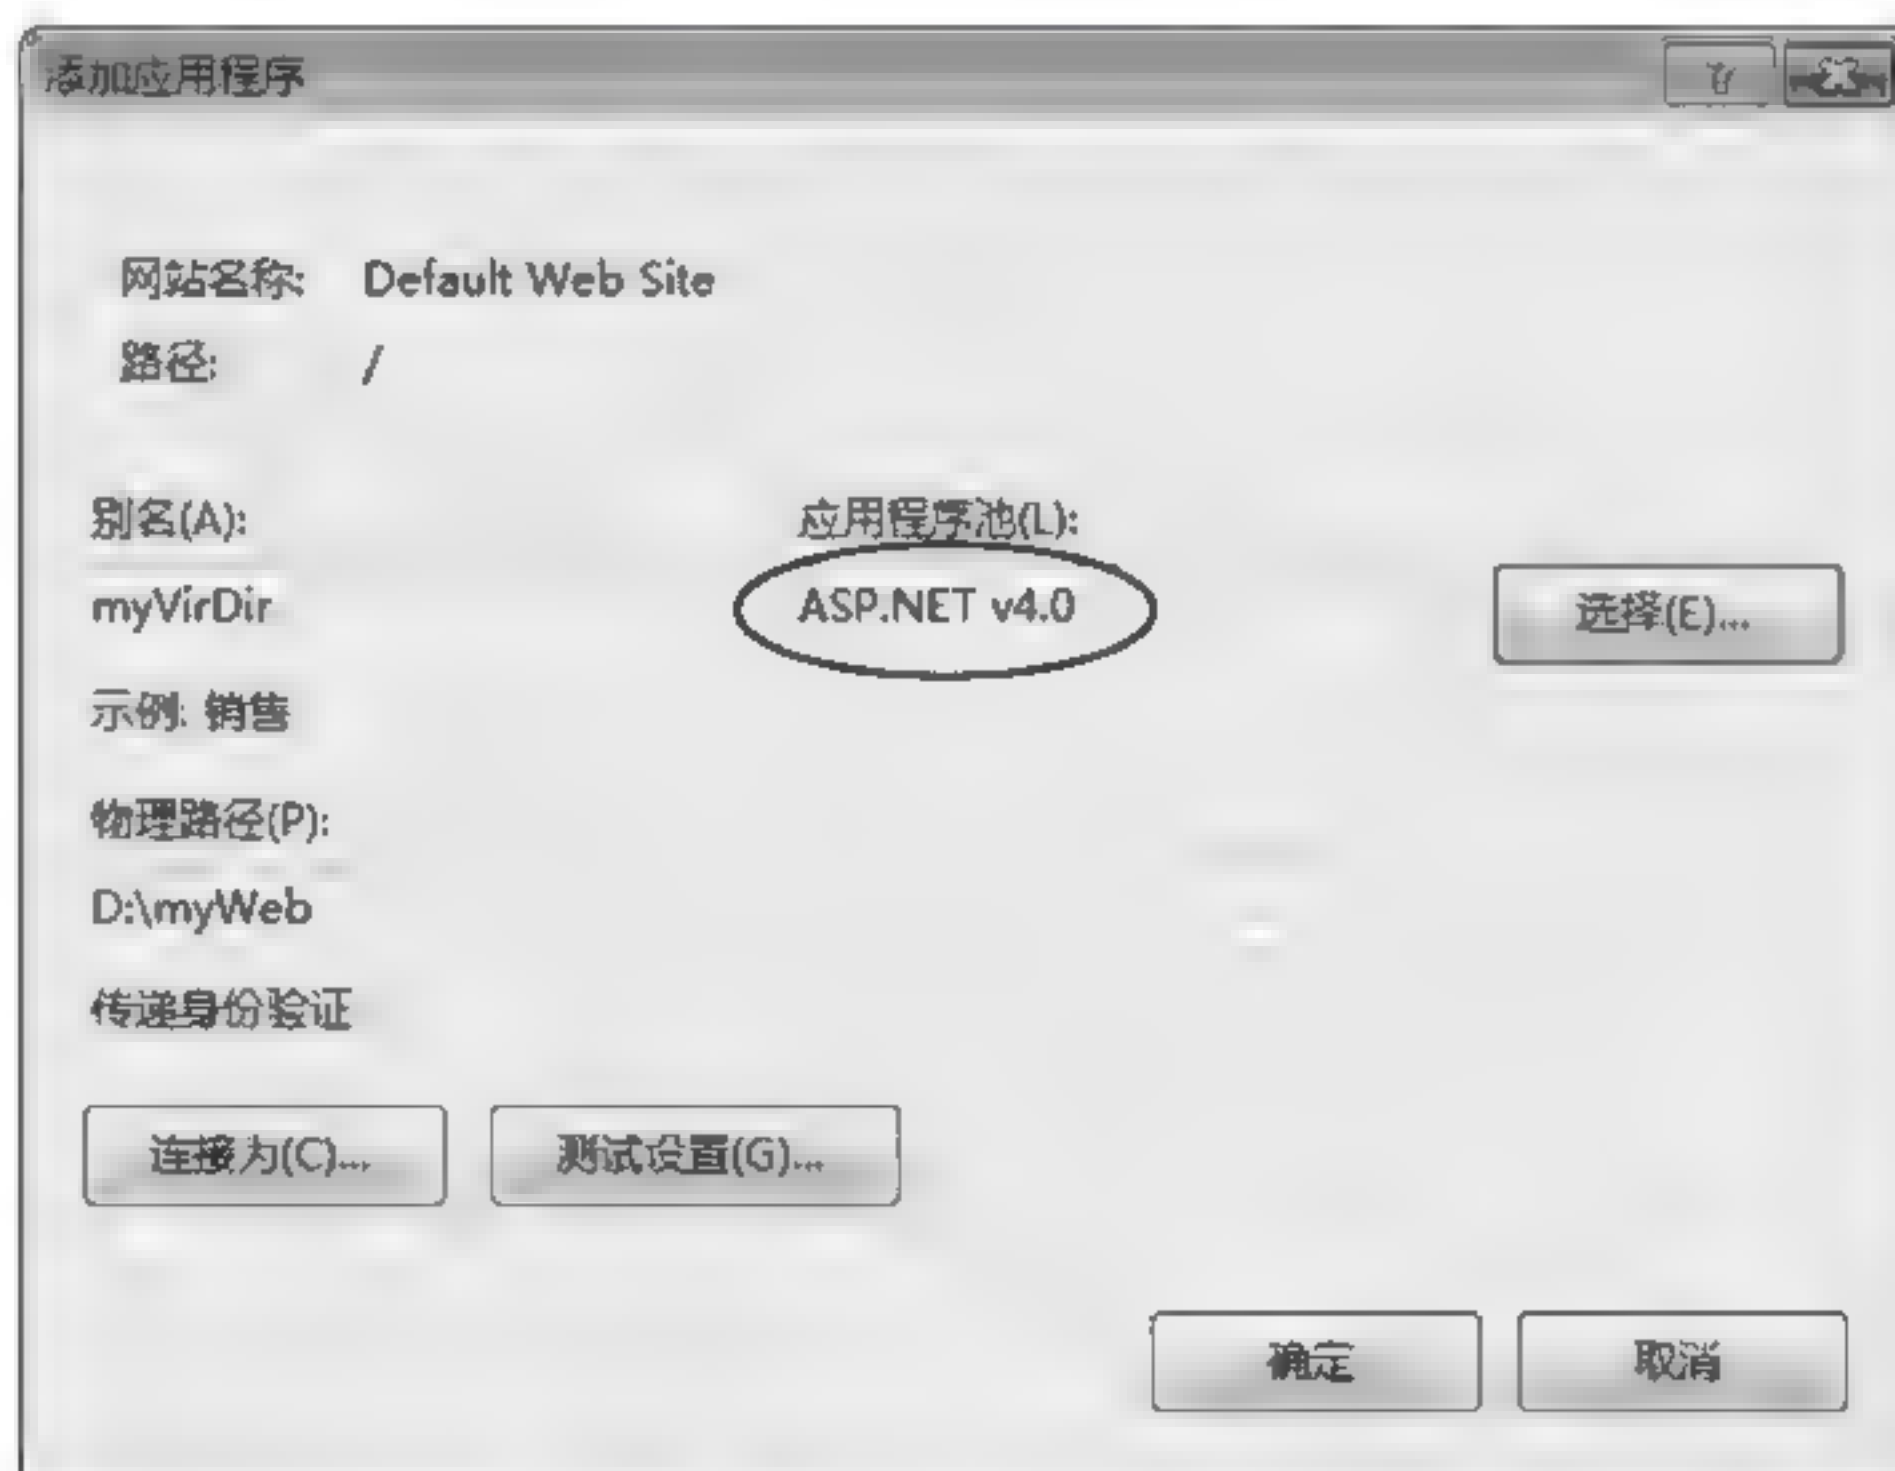 添加应用程序
网站名称: Default Web Site
路径: /
别名(A): 应用程序池(L):
myVirDir ASP.NET v4.0 选择(E)...
示例: 销售
物理路径(P):
D:\myWeb
传递身份验证
连接为(C)... 测试设置(G)...
确定 取消